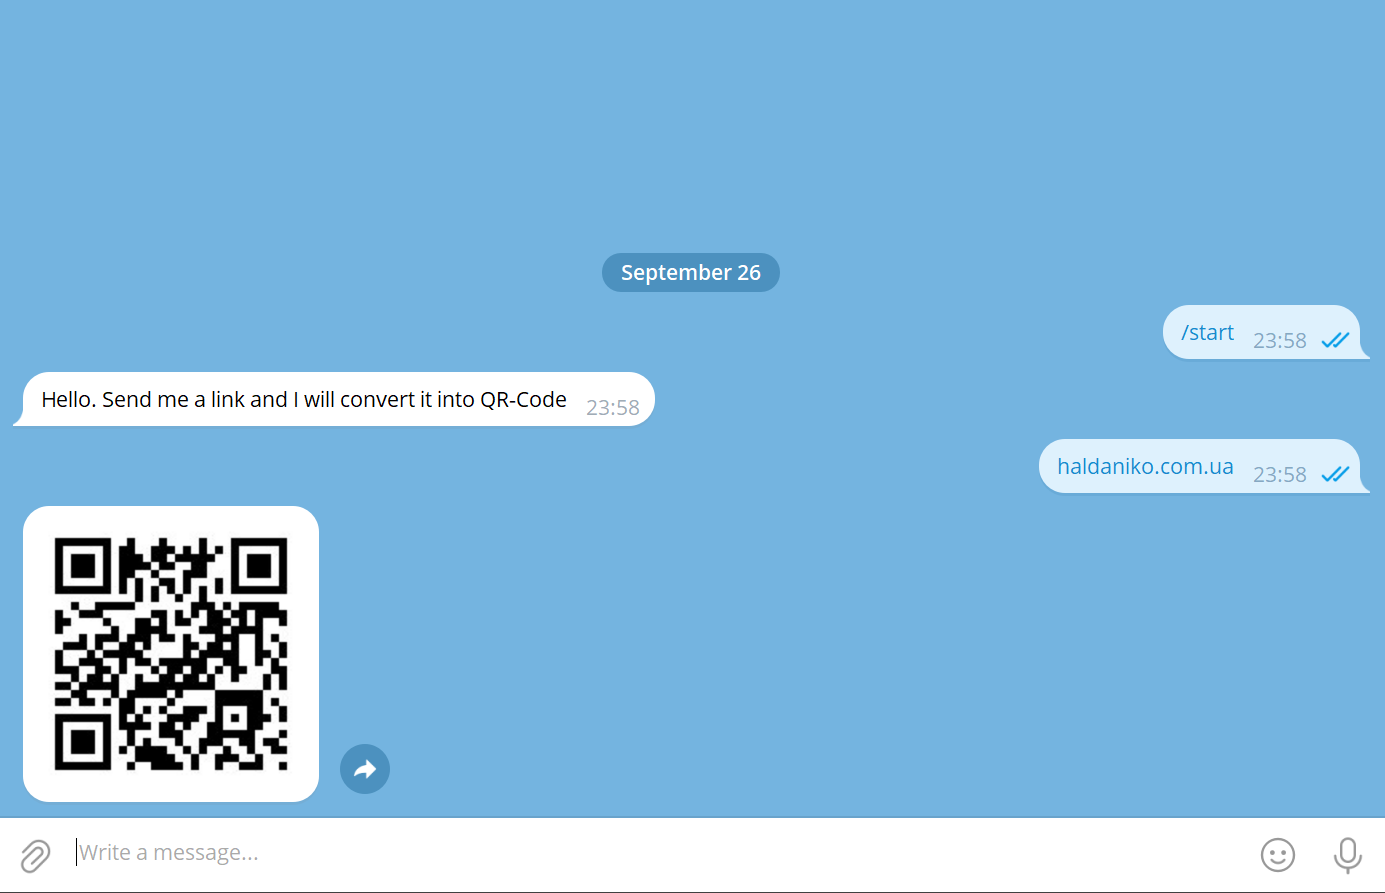 September 26
/start 23:58
Hello. Send me a link and I will convert it into QR-Code 23:58
haldaniko.com.ua 23:58
Write a message...